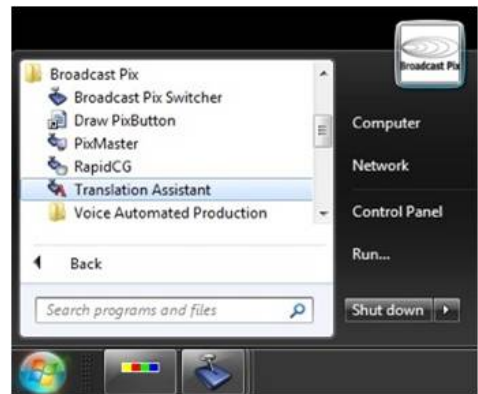 Broadcast Pix
Broadcast Pix
Broadcast Pix Switcher
Draw PixButton
PixMaster
RapidCG
Translation Assistant
Voice Automated Production
Back
Search programs and files
Computer
Network
Control Panel
Run...
Shut down